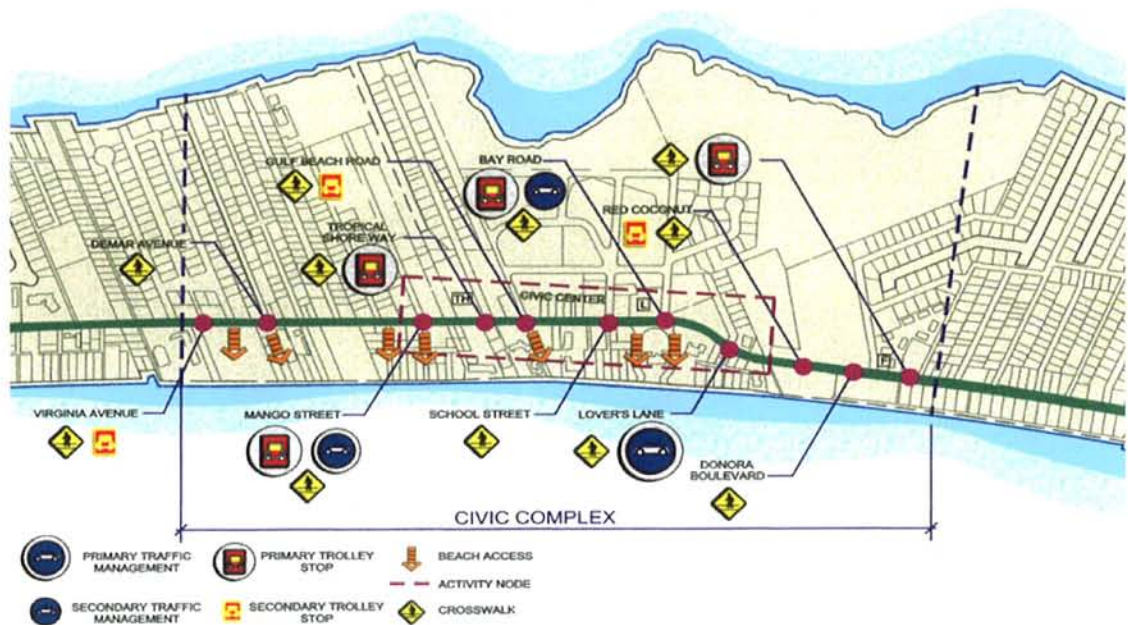 GULF BEACH ROAD
BAY ROAD
RED COCONUT
TROPICAL
SHORE WAY
DEMAR AVENUE
TH
CIVIC CENTER
L
F
VIRGINIA AVENUE
MANGO STREET
SCHOOL STREET
LOVER'S LANE
DONORA
BOULEVARD
CIVIC COMPLEX
PRIMARY TRAFFIC
MANAGEMENT
PRIMARY TROLLEY
STOP
BEACH ACCESS
ACTIVITY NODE
SECONDARY TRAFFIC
MANAGEMENT
SECONDARY TROLLEY
STOP
CROSSWALK